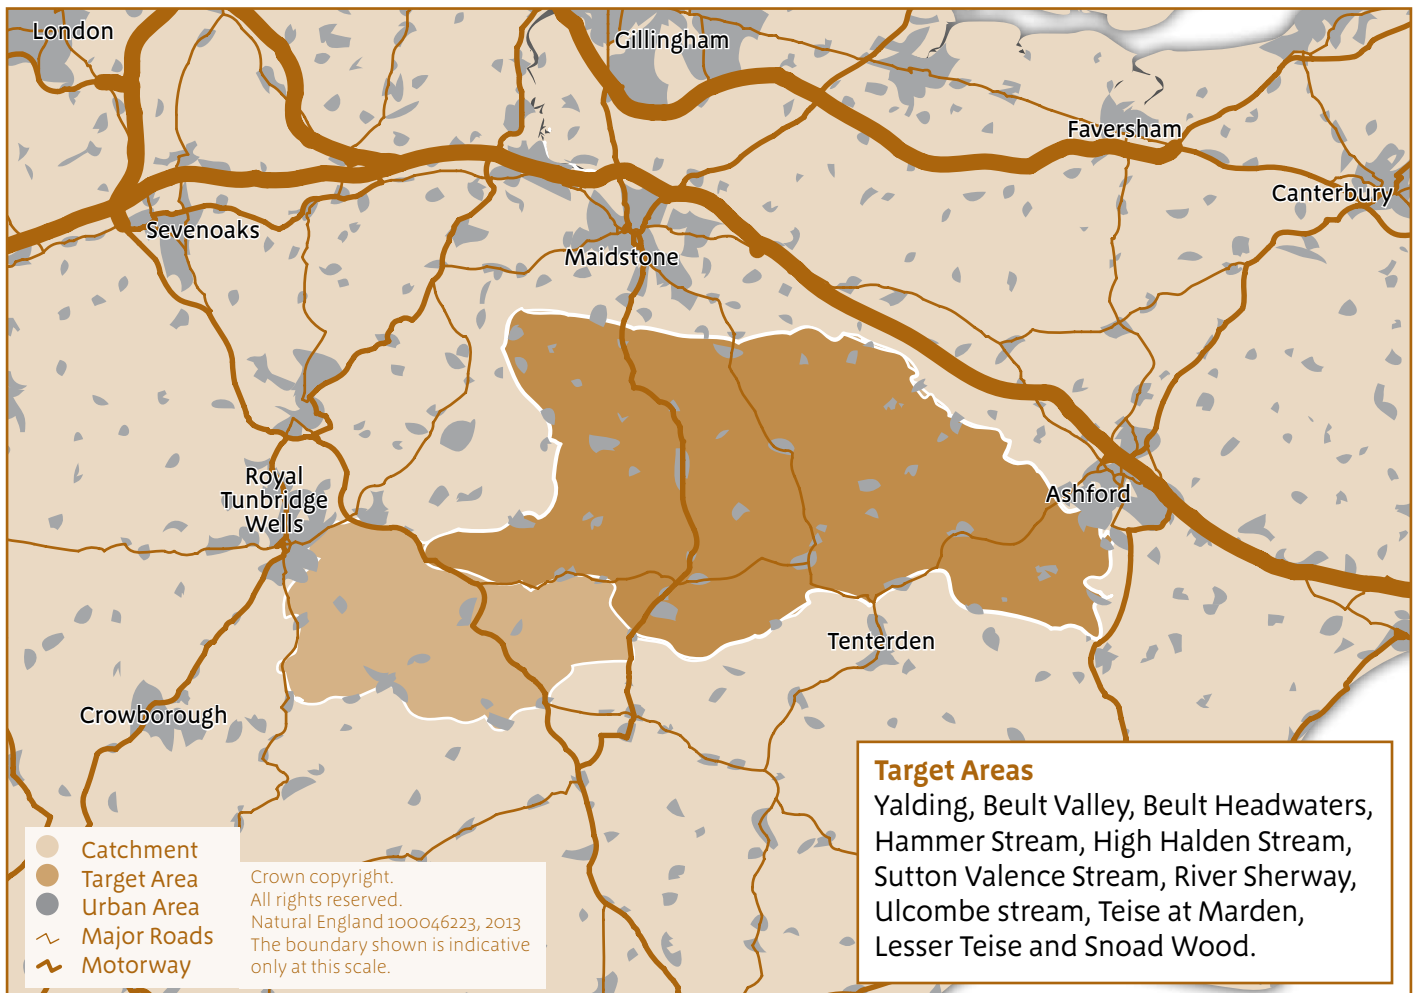 London
Gillingham
Faversham
Canterbury
Sevenoaks
Maidstone
Royal
Tunbridge
Wells
Ashford
Tenterden
Crowborough
Target Areas
Yalding, Beult Valley, Beult Headwaters,
Hammer Stream, High Halden Stream,
Sutton Valence Stream, River Sherway,
Ulcombe stream, Teise at Marden,
Lesser Teise and Snoad Wood.
Catchment
Target Area
Urban Area
Major Roads
Motorway
Crown copyright.
All rights reserved.
Natural England 100046223, 2013
The boundary shown is indicative
only at this scale.